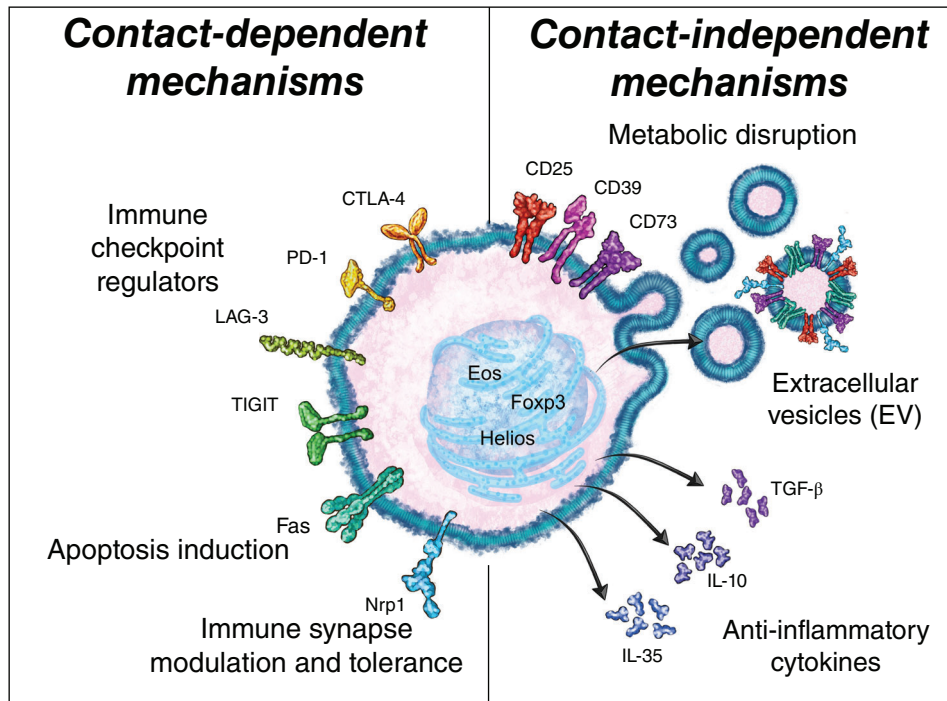 Contact-dependent
mechanisms
Contact-independent
mechanisms
Metabolic disruption
CD25
CD39
CD73
CTLA-4
Immune
checkpoint
regulators
PD-1
LAG-3
TIGIT
Fas
Apoptosis induction
Nrp1
Immune synapse
modulation and tolerance
Eos
Foxp3
Helios
Extracellular
vesicles (EV)
TGF-β
IL-10
IL-35
Anti-inflammatory
cytokines